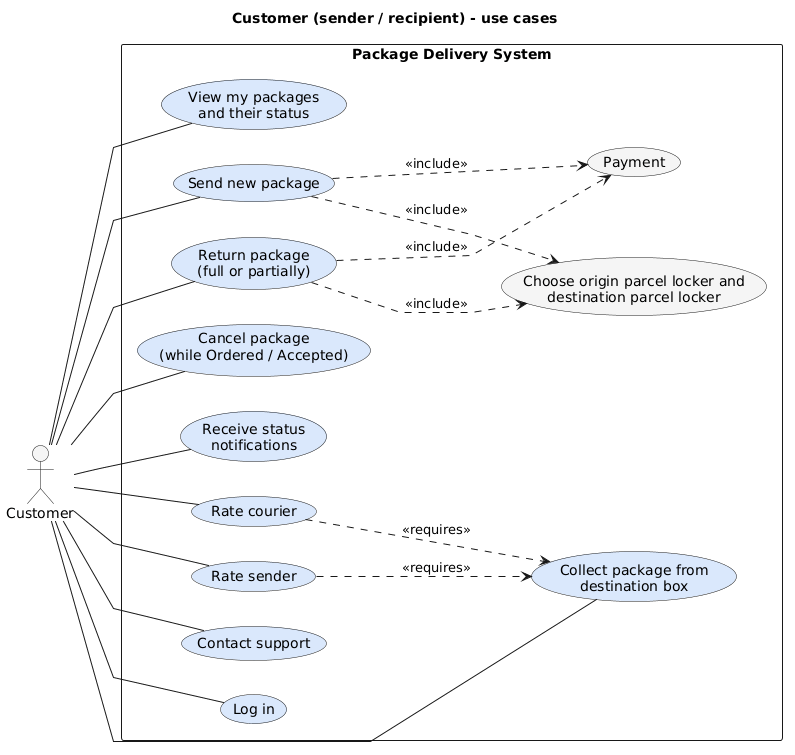 Customer (sender / recipient) - use cases
Package Delivery System
View my packages
and their status
Send new package
«include»
Payment
«include»
Return package
(full or partially)
«include»
«include»
Choose origin parcel locker and
destination parcel locker
Cancel package
(while Ordered / Accepted)
Receive status
notifications
Customer
Rate courier
«requires»
Rate sender
«requires»
Collect package from
destination box
Contact support
Log in